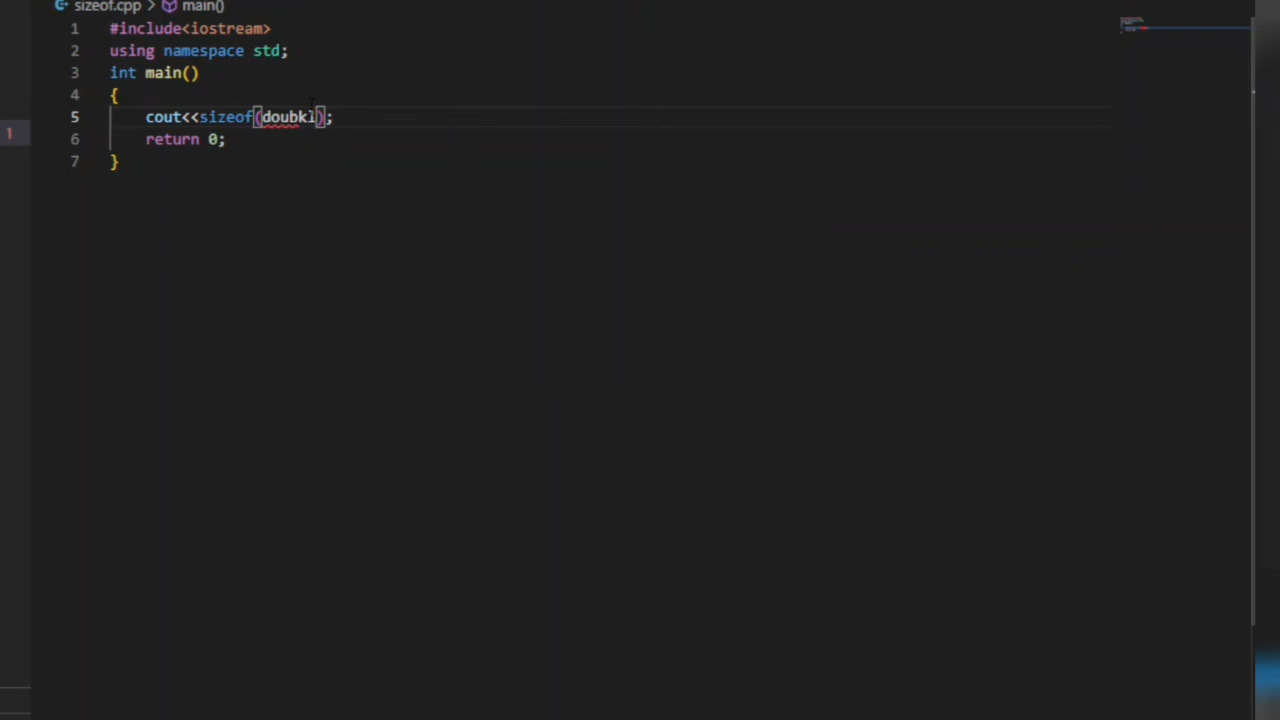 sizeof.cpp > main()
1 #include<iostream>
2 using namespace std;
3 int main()
4 {
5 cout<<sizeof(doubkl);
1
6 return 0;
7 }